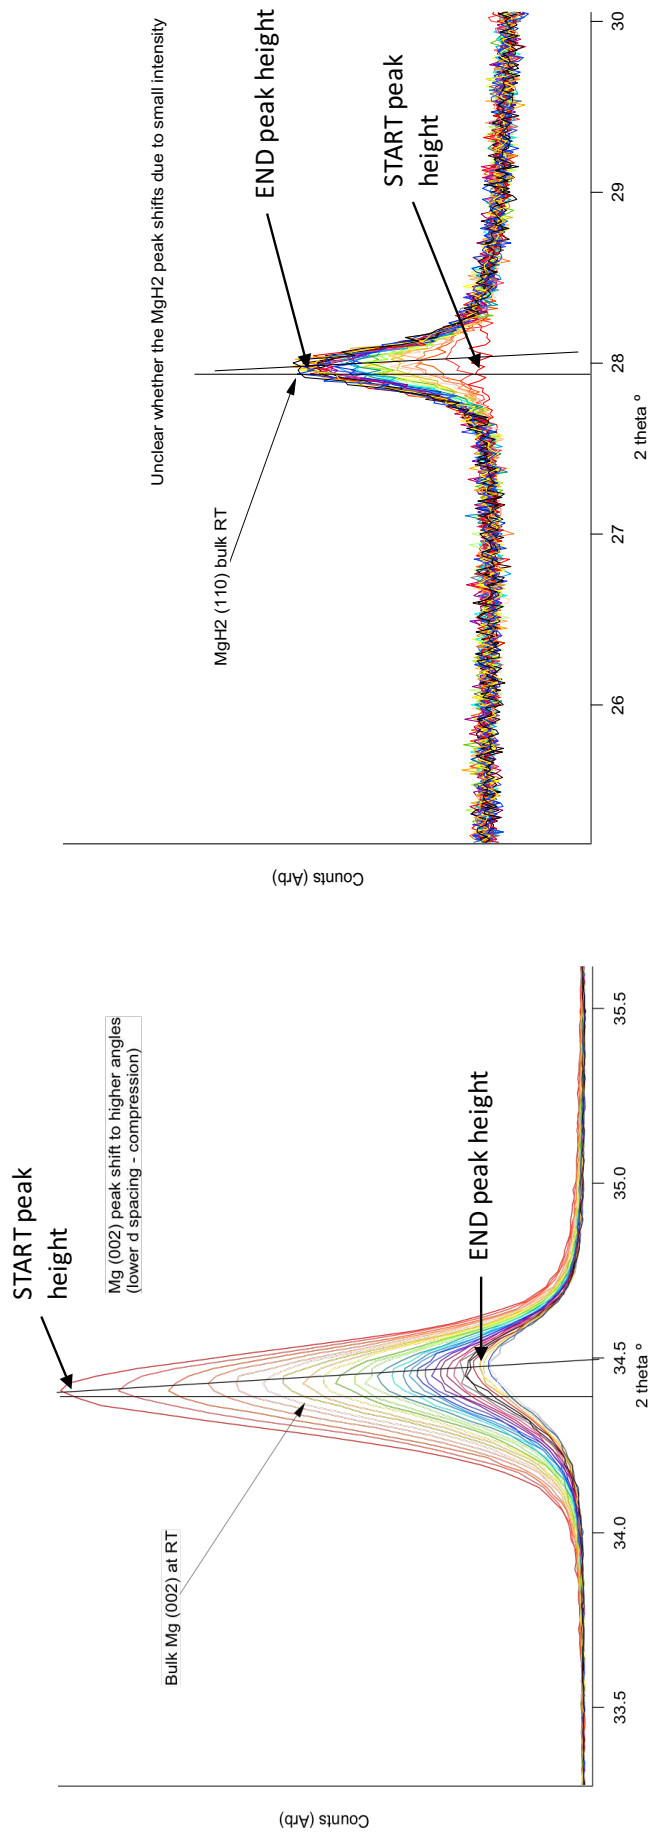 START peak
height
Mg (002) peak shift to higher angles
(lower d spacing - compression)
Bulk Mg (002) at RT
END peak height
Counts (Arb)
33.5
34.0
34.5
35.0
35.5
2 theta °
Unclear whether the MgH2 peak shifts due to small intensity
END peak height
MgH2 (110) bulk RT
START peak
height
Counts (Arb)
26
27
28
29
30
2 theta °